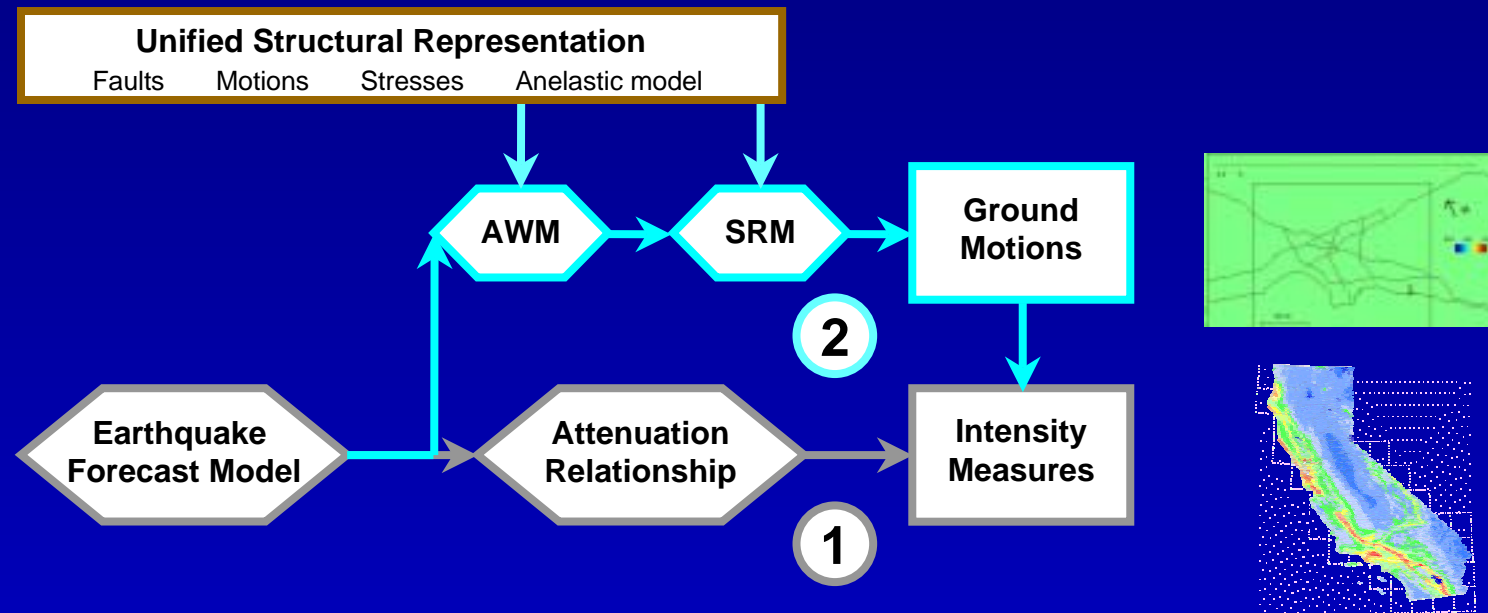 Unified Structural Representation
Faults Motions Stresses Anelastic model
AWM
SRM
Ground
Motions
2
Earthquake
Forecast Model
Attenuation
Relationship
Intensity
Measures
1